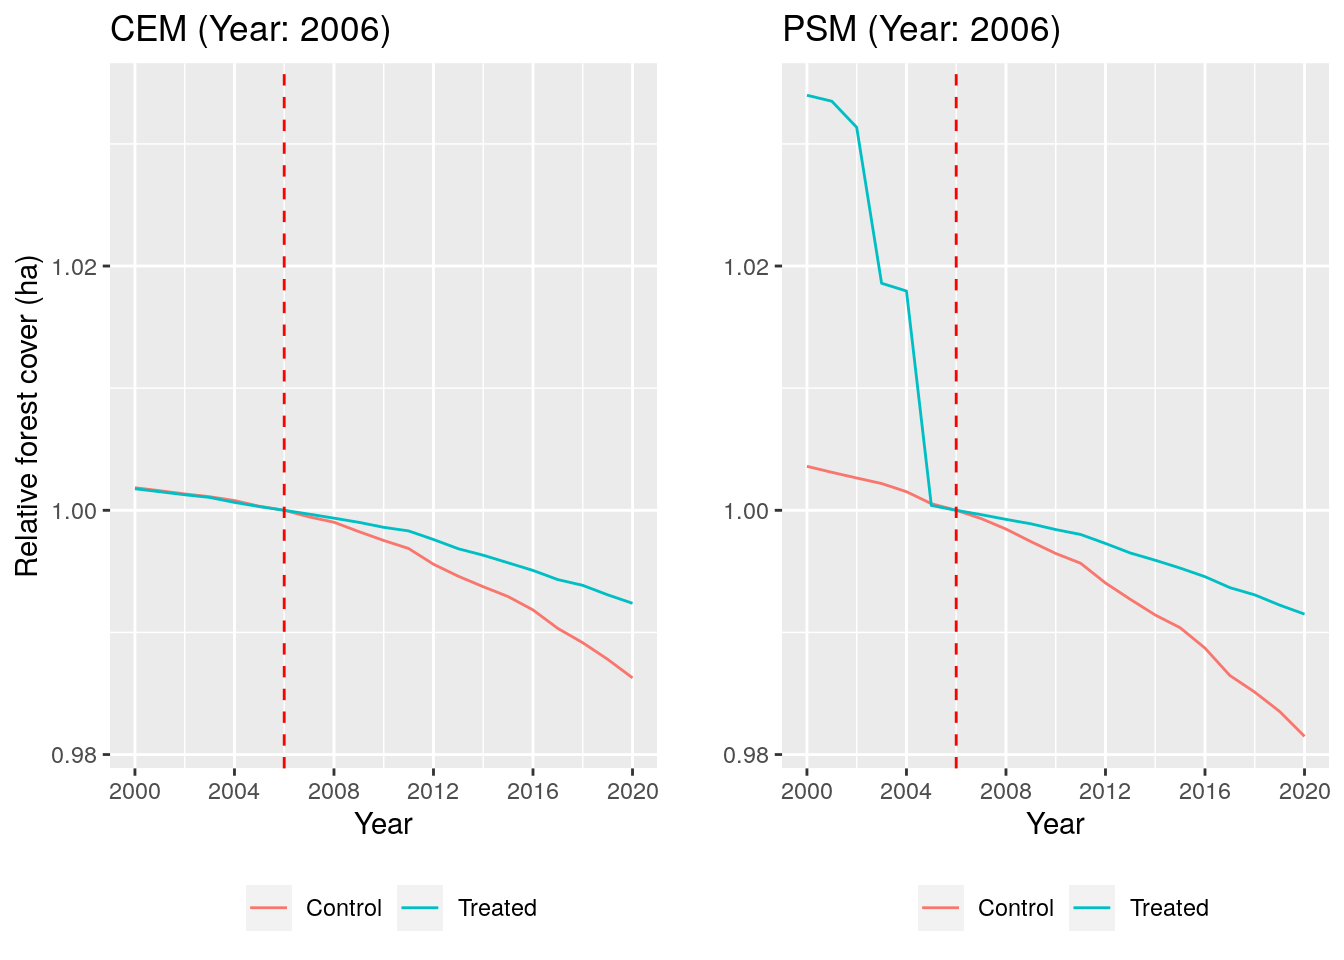 CEM (Year: 2006)
Relative forest cover (ha)
1.02
1.00
0.98
2000 2004 2008 2012 2016 2020
Year
Control Treated
PSM (Year: 2006)
1.02
1.00
0.98
2000 2004 2008 2012 2016 2020
Year
Control Treated